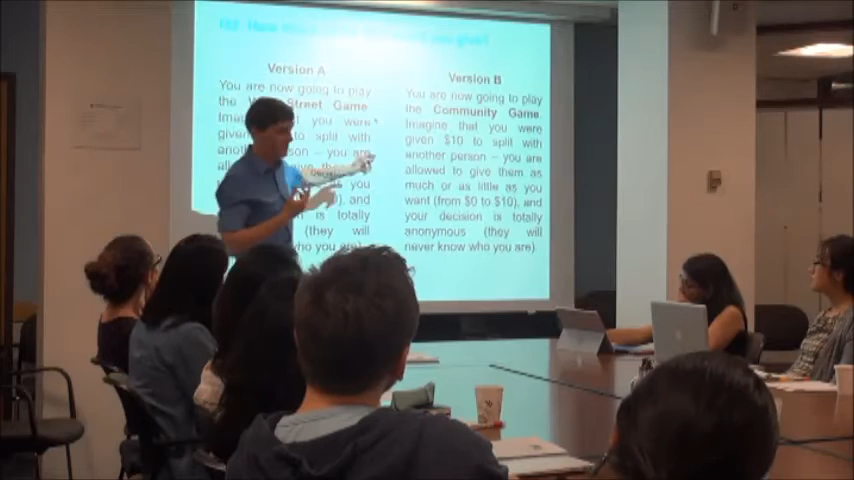 How much
give?
Version A
You are now going to play
the Street Game
you were
given to split with
you are
you
), and
is totally
(they will
who you are).
Version B
You are now going to play
the Community Game.
Imagine that you were
given $10 to split with
another person – you are
allowed to give them as
much or as little as you
want (from $0 to $10), and
your decision is totally
anonymous (they will
never know who you are).